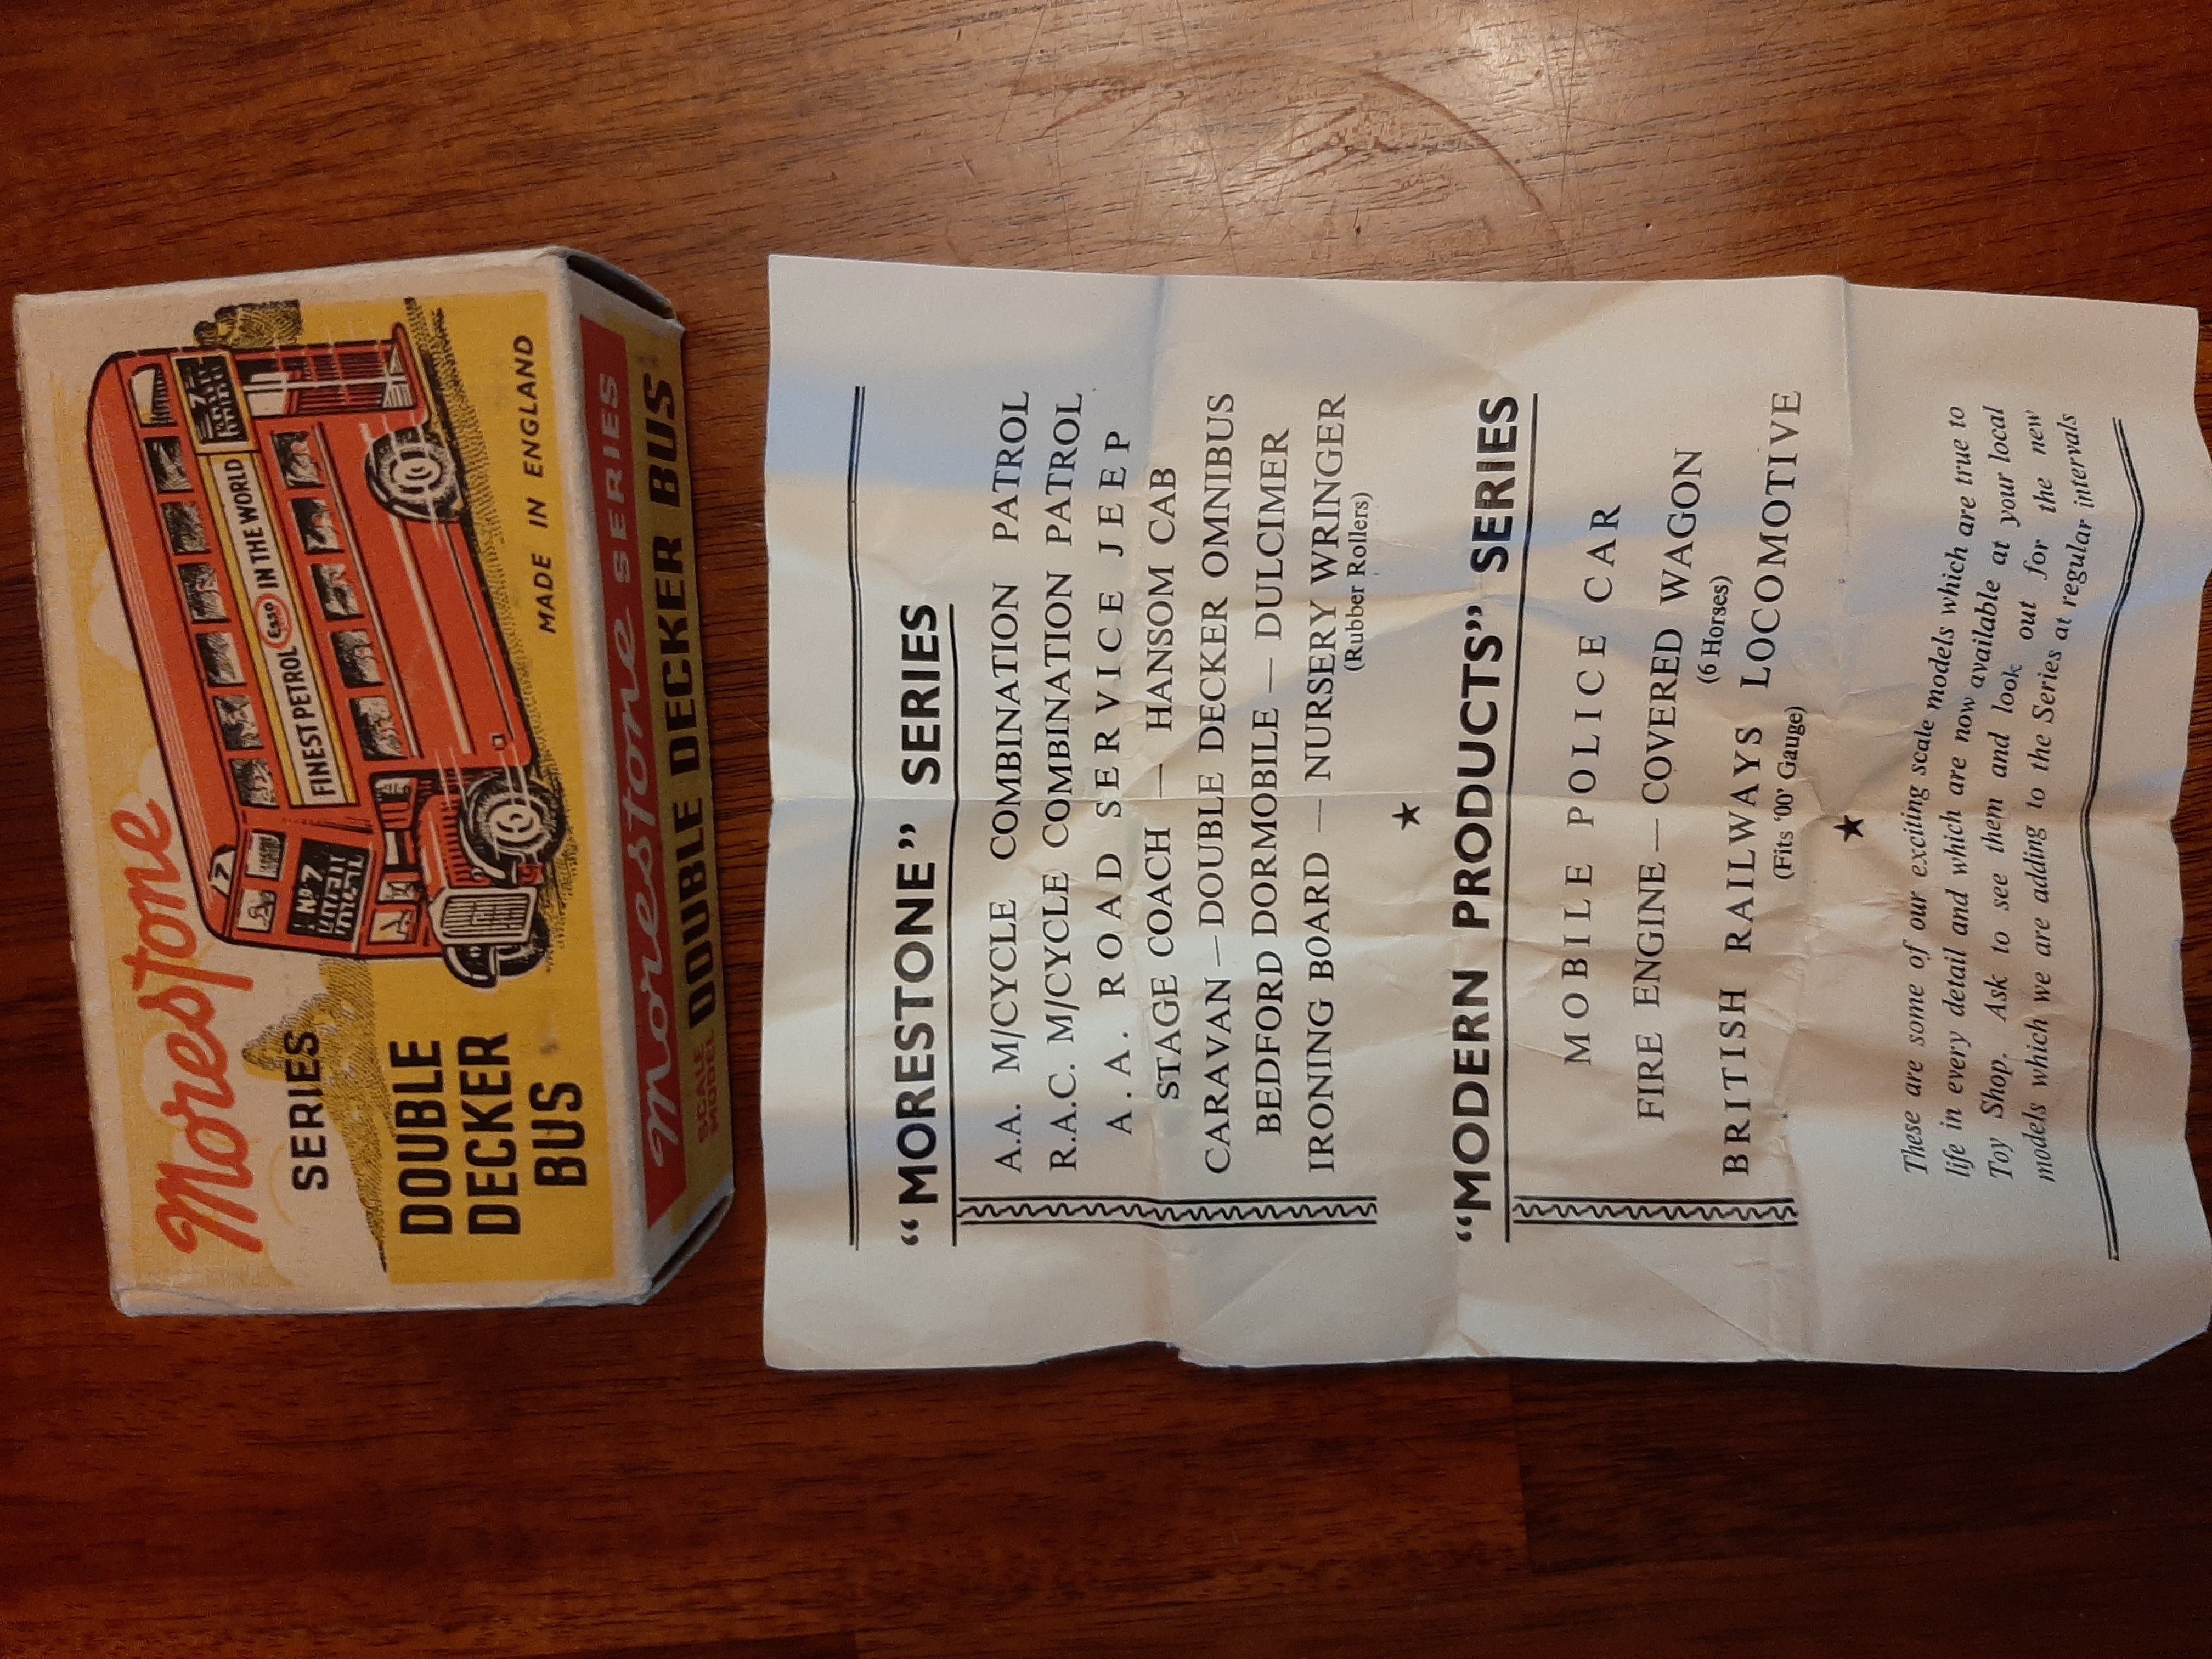 Morestone
SERIES
DOUBLE
DECKER
BUS
FINEST PETROL Esso IN THE WORLD
Nº 7
7
MADE IN ENGLAND
Morestone SERIES
SCALE
MODEL
DOUBLE DECKER BUS
“MORESTONE” SERIES
A.A. M/CYCLE COMBINATION PATROL
R.A.C. M/CYCLE COMBINATION PATROL
A.A. ROAD SERVICE JEEP
STAGE COACH — HANSOM CAB
CARAVAN — DOUBLE DECKER OMNIBUS
BEDFORD DORMOBILE — DULCIMER
IRONING BOARD — NURSERY WRINGER
(Rubber Rollers)
★
“MODERN PRODUCTS” SERIES
MOBILE POLICE CAR
FIRE ENGINE — COVERED WAGON
(6 Horses)
BRITISH RAILWAYS LOCOMOTIVE
(Fits ‘00’ Gauge)
★
These are some of our exciting scale models which are true to
life in every detail and which are now available at your local
Toy Shop. Ask to see them and look out for the new
models which we are adding to the Series at regular intervals